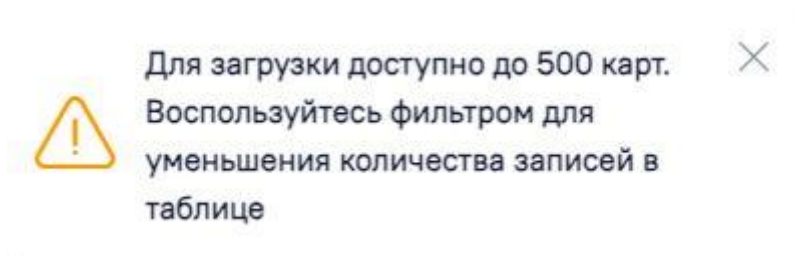 Для загрузки доступно до 500 карт.
Воспользуйтесь фильтром для
уменьшения количества записей в
таблице